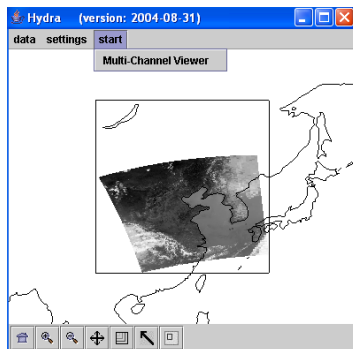 Hydra    (version: 2004-08-31)
data settings start
Multi-Channel Viewer